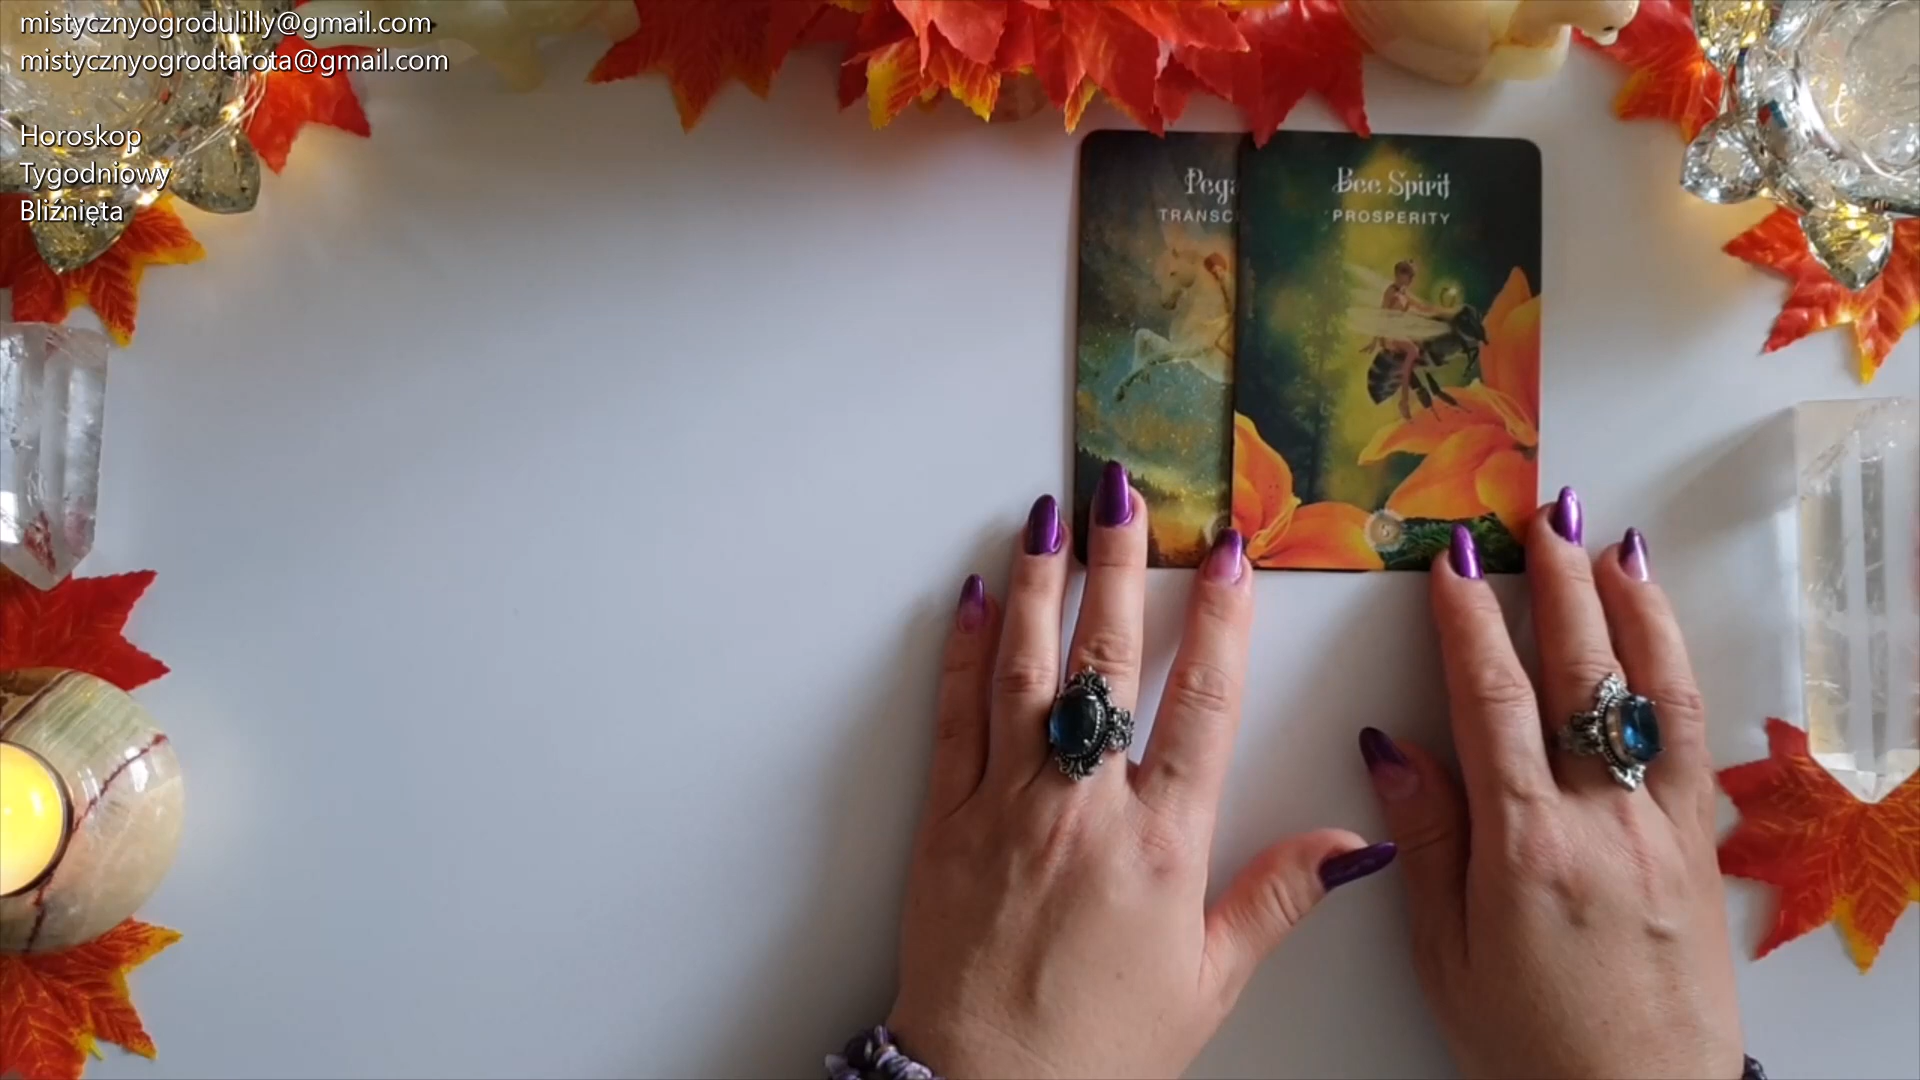 mistycznyogrodulilly@gmail.com
mistycznyogrodtarota@gmail.com
Horoskop
Tygodniowy
Bliźnięta
Bee Spirit
PROSPERITY